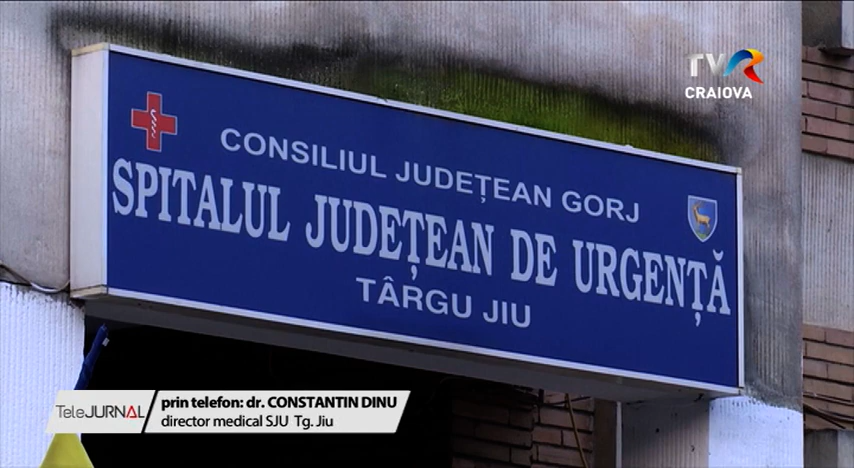 TVR
CRAIOVA
CONSILIUL JUDEȚEAN GORJ
SPITALUL JUDEȚEAN DE URGENȚĂ
TÂRGU JIU
TeleJURNAL
prin telefon: dr. CONSTANTIN DINU
director medical SJU Tg. Jiu